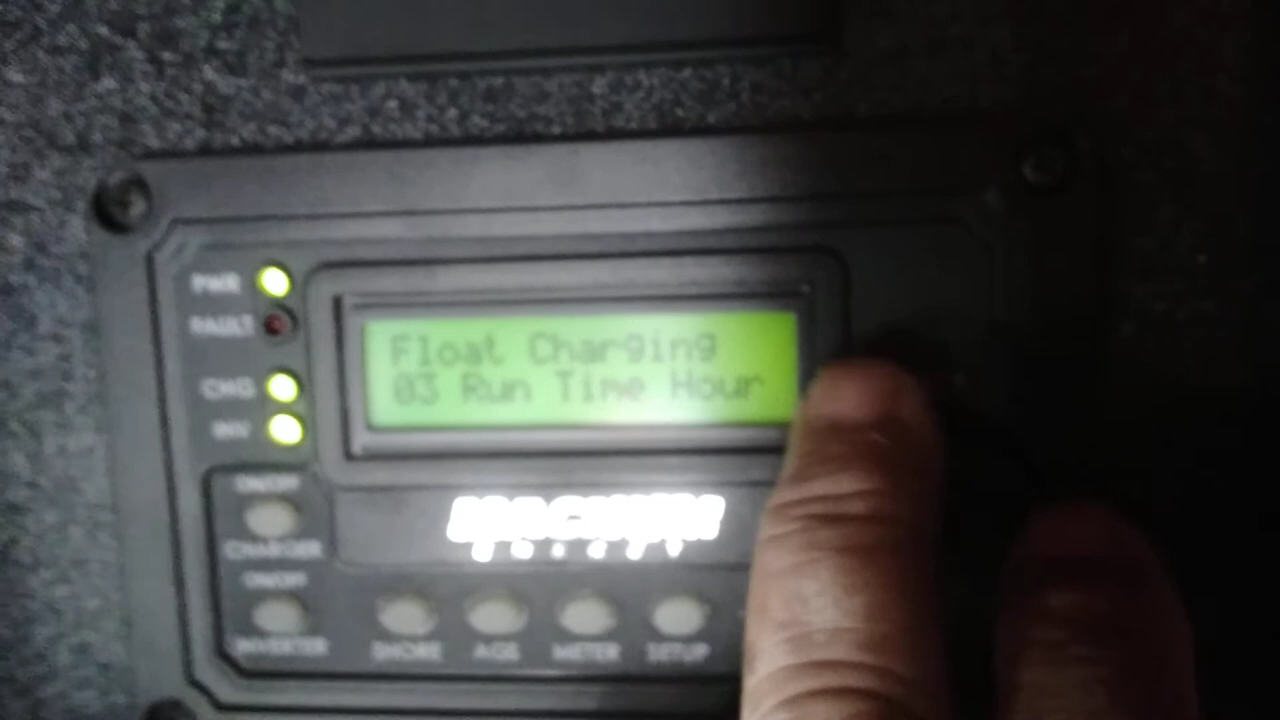 PWR
FAULT
Float Charging
03 Run Time Hour
CHG
INV
ON/OFF
CHARGER
ON/OFF
INVERTER
SHORE
AGS
METER
SETUP